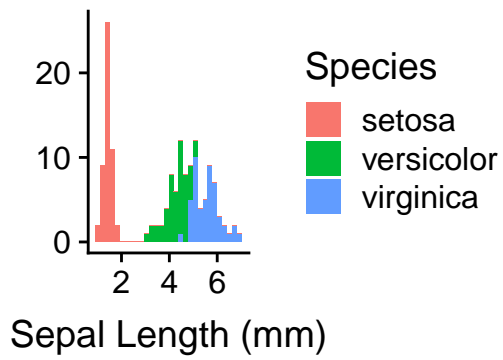 20
10
0
2 4 6
Sepal Length (mm)
Species
setosa
versicolor
virginica